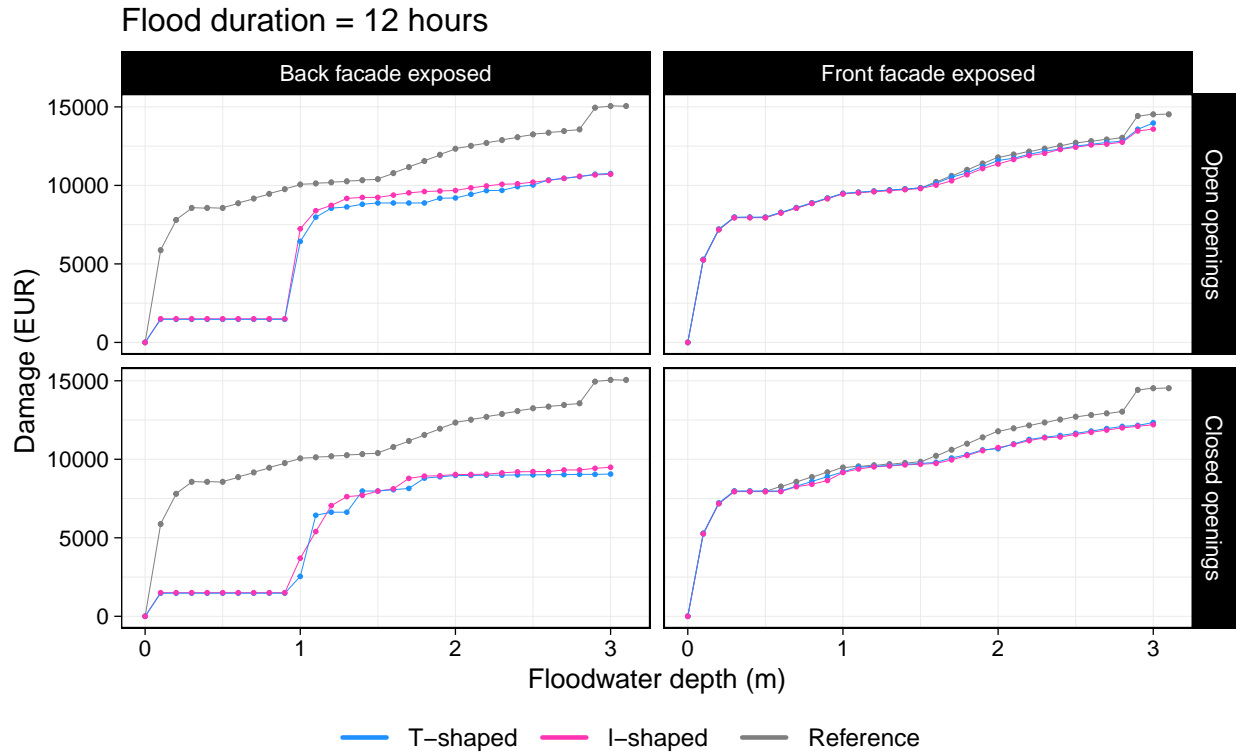 Flood duration = 12 hours
Back facade exposed
Front facade exposed
Damage (EUR)
15000
10000
5000
0
Open openings
15000
10000
5000
0
Closed openings
0 1 2 3
0 1 2 3
Floodwater depth (m)
T−shaped I−shaped Reference